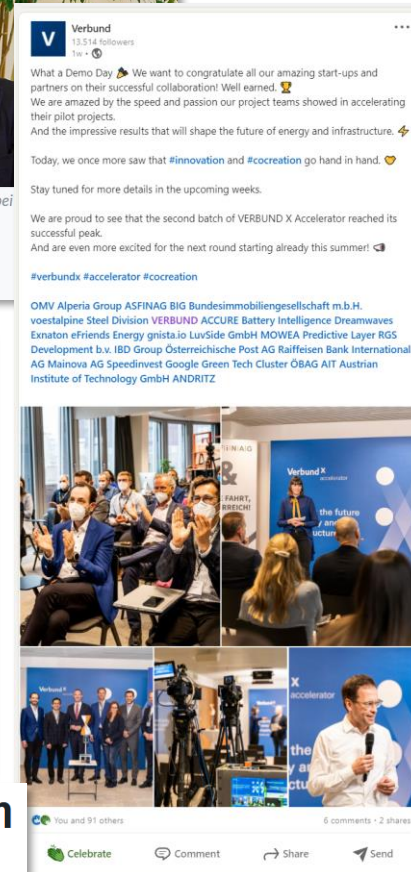 Verbund
13.514 followers
1w •
What a Demo Day We want to congratulate all our amazing start-ups and
partners on their successful collaboration! Well earned.
We are amazed by the speed and passion our project teams showed in accelerating
their pilot projects.
And the impressive results that will shape the future of energy and infrastructure.
Today, we once more saw that #innovation and #cocreation go hand in hand.
Stay tuned for more details in the upcoming weeks.
We are proud to see that the second batch of VERBUND X Accelerator reached its
successful peak.
And are even more excited for the next round starting already this summer!
#verbundx #accelerator #cocreation
OMV Alperia Group ASFINAG BIG Bundesimmobiliengesellschaft m.b.H.
voestalpine Steel Division VERBUND ACCURE Battery Intelligence Dreamwaves
Exnaton eFriends Energy gnista.io LuvSide GmbH MOWEA Predictive Layer RGS
Development b.v. IBD Group Österreichische Post AG Raiffeisen Bank International
AG Mainova AG Speedinvest Google Green Tech Cluster ÖBAG AIT Austrian
Institute of Technology GmbH ANDRITZ
&
FAHRT,
Verbund X
accelerator
the future
Verbund X
accelerator
the
You and 91 others
6 comments • 2 shares
Celebrate
Comment
Share
Send